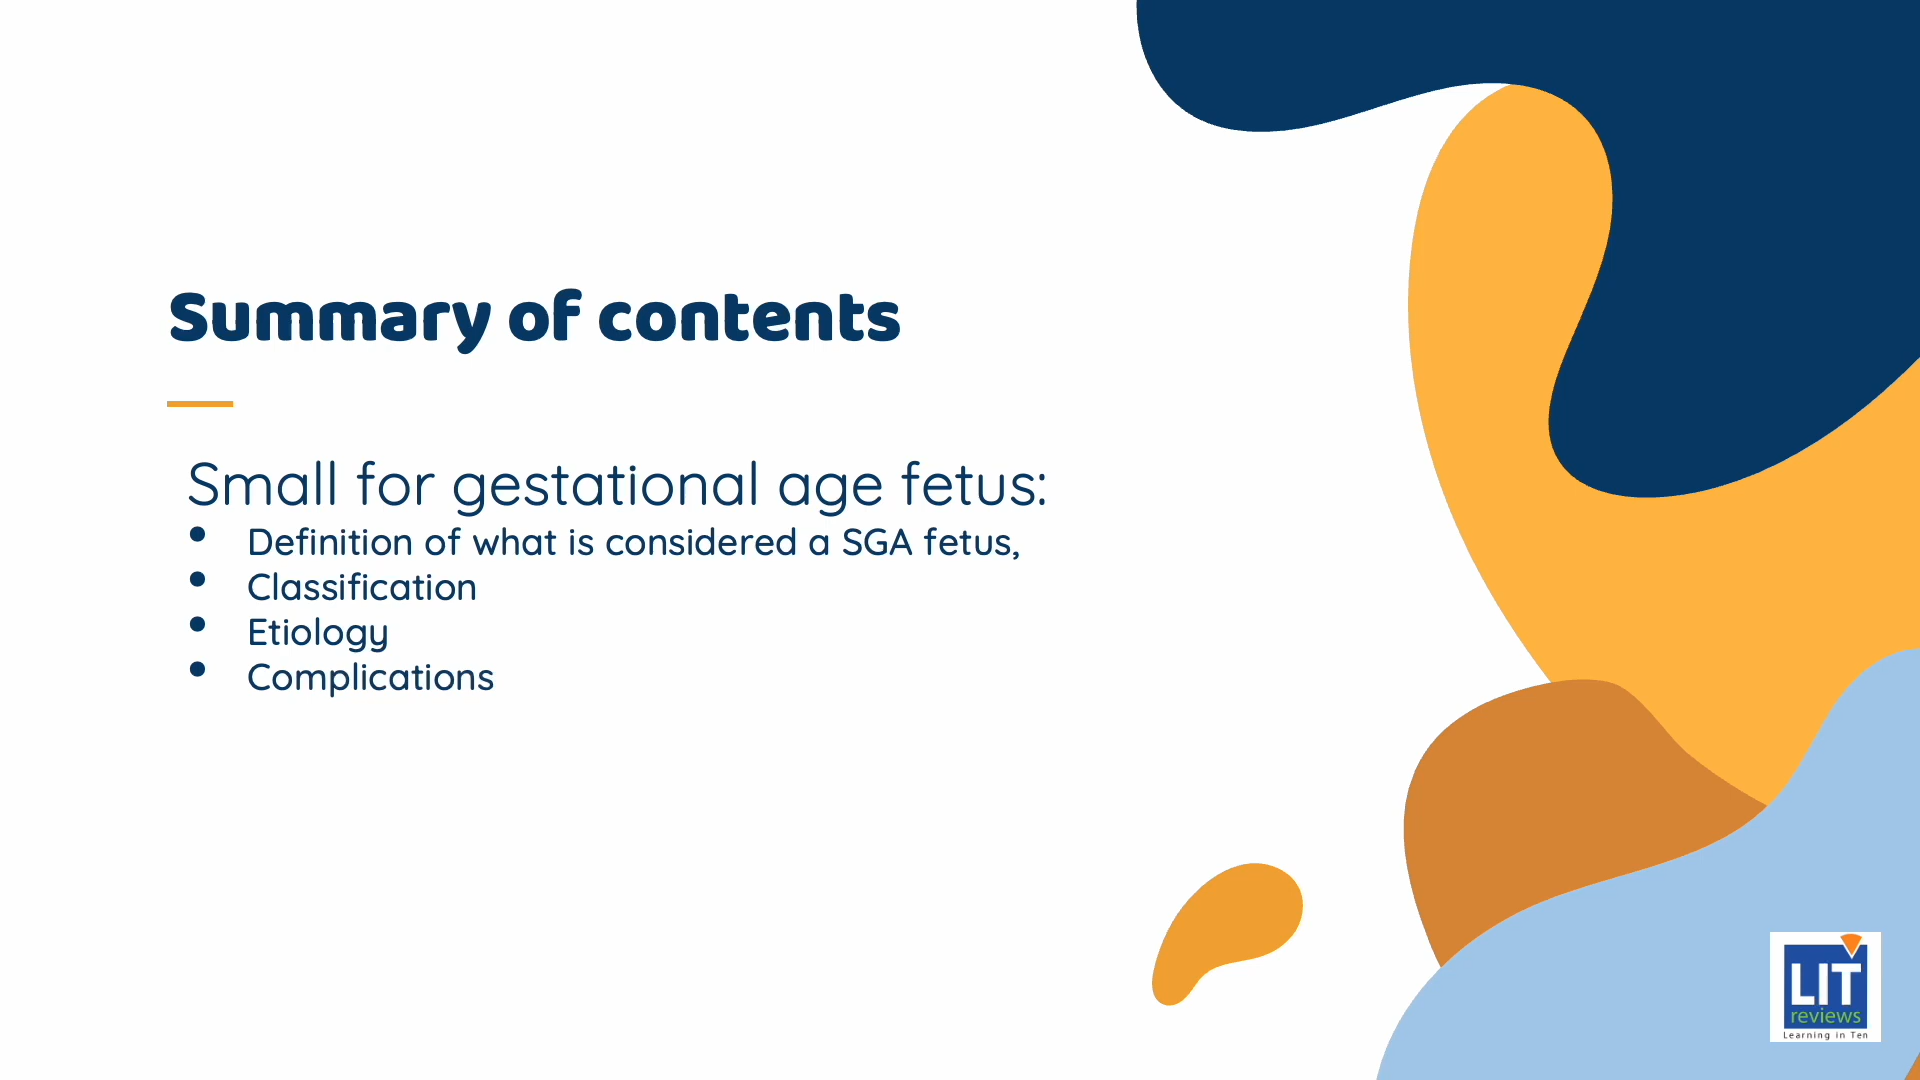 Summary of contents
Small for gestational age fetus:
• Definition of what is considered a SGA fetus,
• Classification
• Etiology
• Complications
LIT
reviews
Learning in Ten